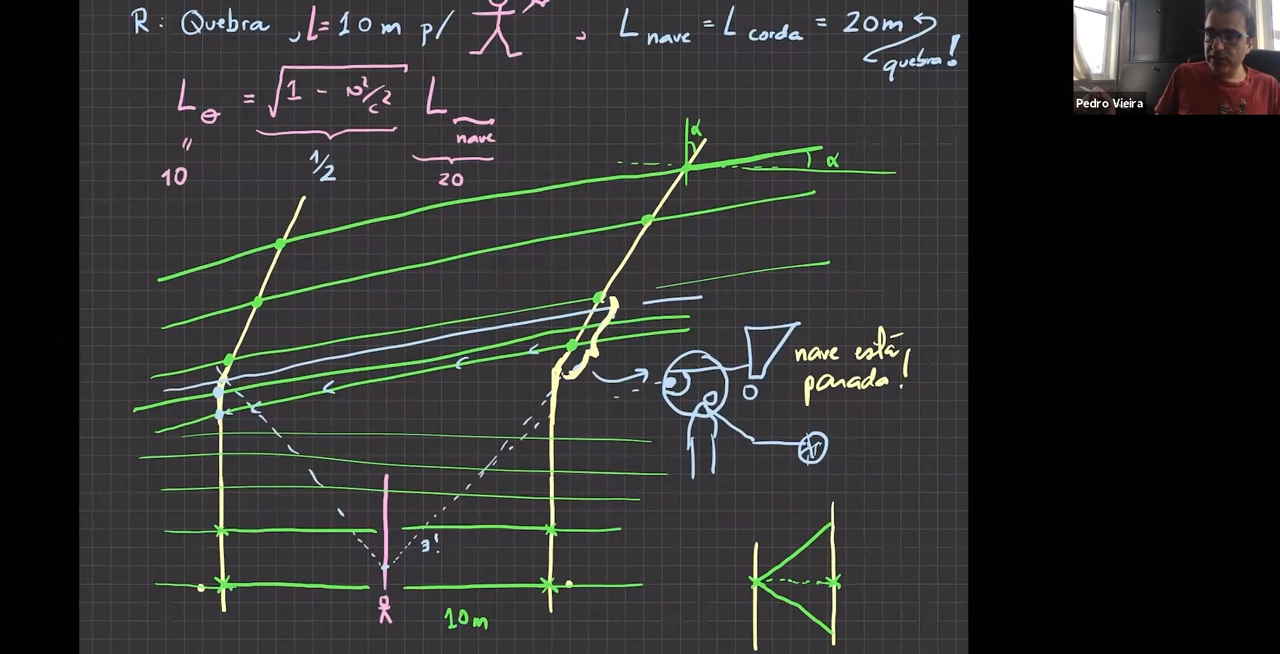 R: Quebra , L = 10 m p/ , L nave = L corda = 20m
quebra!
Pedro Vieira
L = √1 - v²/c² L nave
"
10 1/2 20
α
α
nave está
parada!
3!
10 m